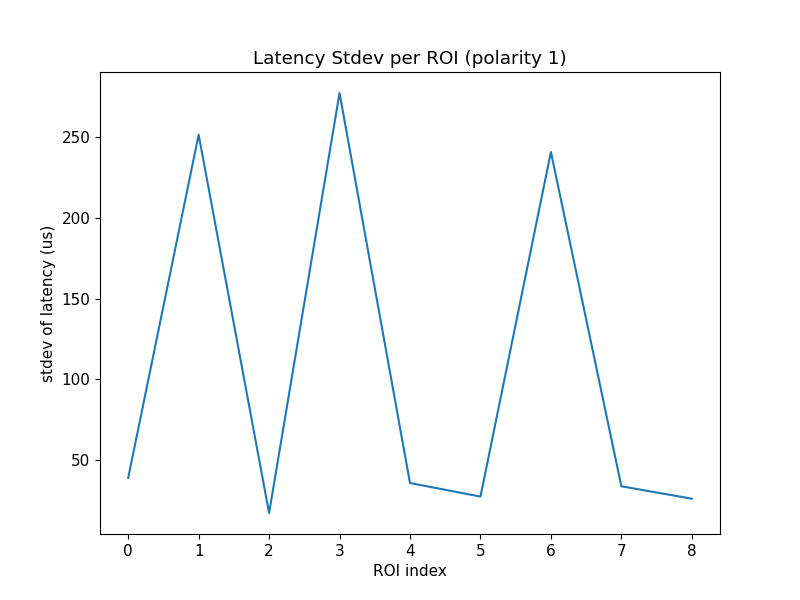 Latency Stdev per ROI (polarity 1)
stdev of latency (us)
250
200
150
100
50
0 1 2 3 4 5 6 7 8
ROI index